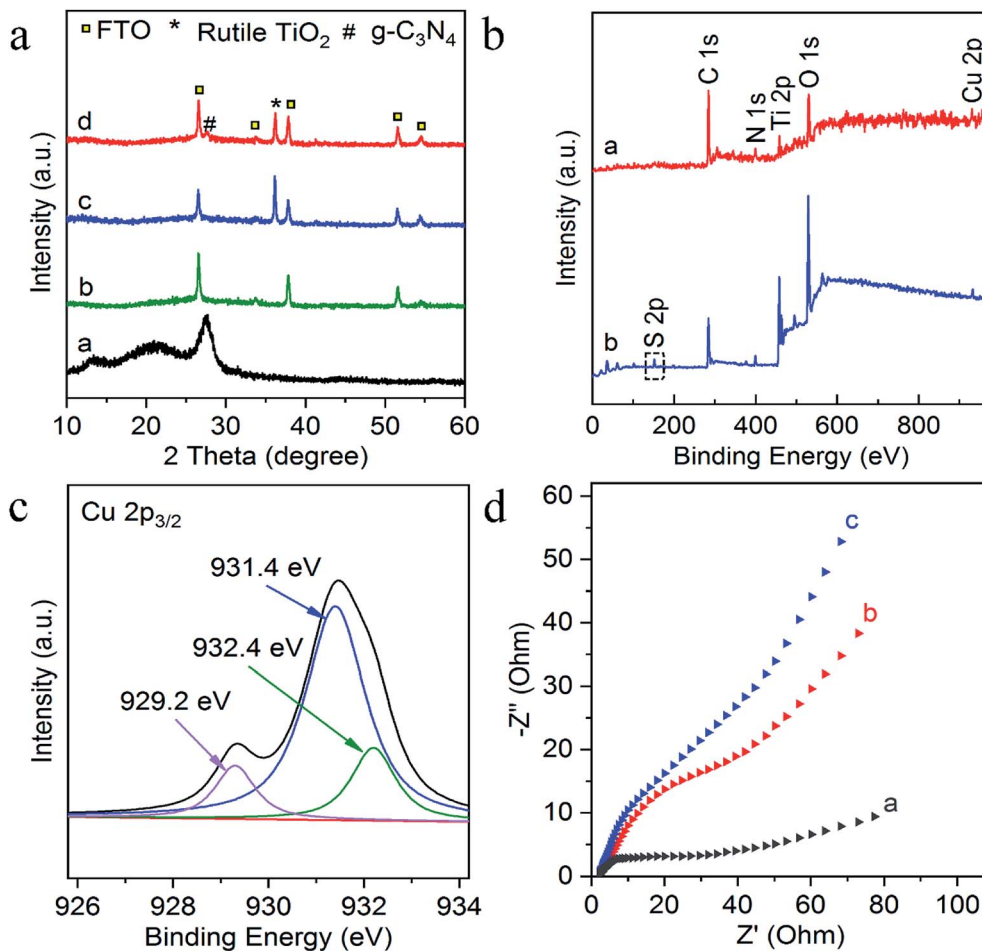 a
FTO * Rutile TiO2 # g-C3N4
d
#
*
c
b
a
Intensity (a.u.)
10 20 30 40 50 60
2 Theta (degree)
b
C 1s
N 1s
Ti 2p
O 1s
Cu 2p
a
S 2p
b
Intensity (a.u.)
0 200 400 600 800
Binding Energy (eV)
c
Cu 2p3/2
931.4 eV
932.4 eV
929.2 eV
Intensity (a.u.)
926 928 930 932 934
Binding Energy (eV)
d
60
50
40
30
20
10
0
c
b
a
-Z" (Ohm)
0 20 40 60 80 100
Z' (Ohm)